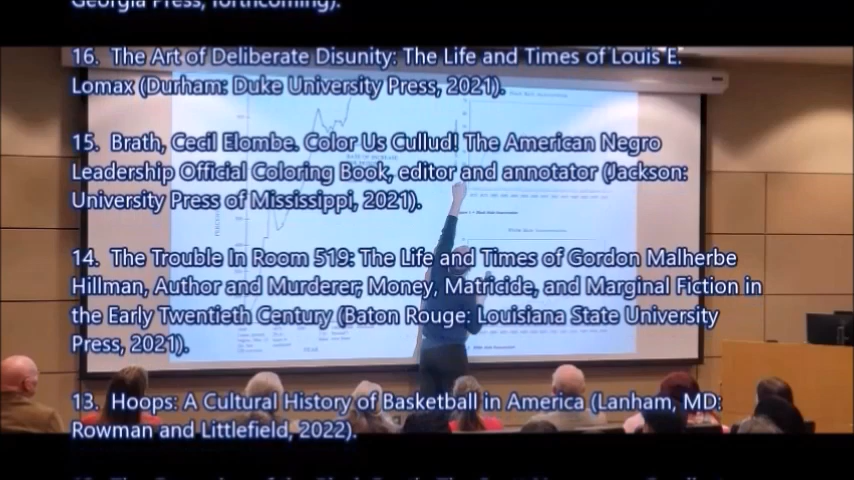 Georgia Press, forthcoming).
16. The Art of Deliberate Disunity: The Life and Times of Louis E.
Lomax (Durham: Duke University Press, 2021).
15. Brath, Cecil Elombe. Color Us Cullud! The American Negro
Leadership Official Coloring Book, editor and annotator (Jackson:
University Press of Mississippi, 2021).
14. The Trouble In Room 519: The Life and Times of Gordon Malherbe
Hillman, Author and Murderer; Money, Matricide, and Marginal Fiction in
the Early Twentieth Century (Baton Rouge: Louisiana State University
Press, 2021).
13. Hoops: A Cultural History of Basketball in America (Lanham, MD:
Rowman and Littlefield, 2022).